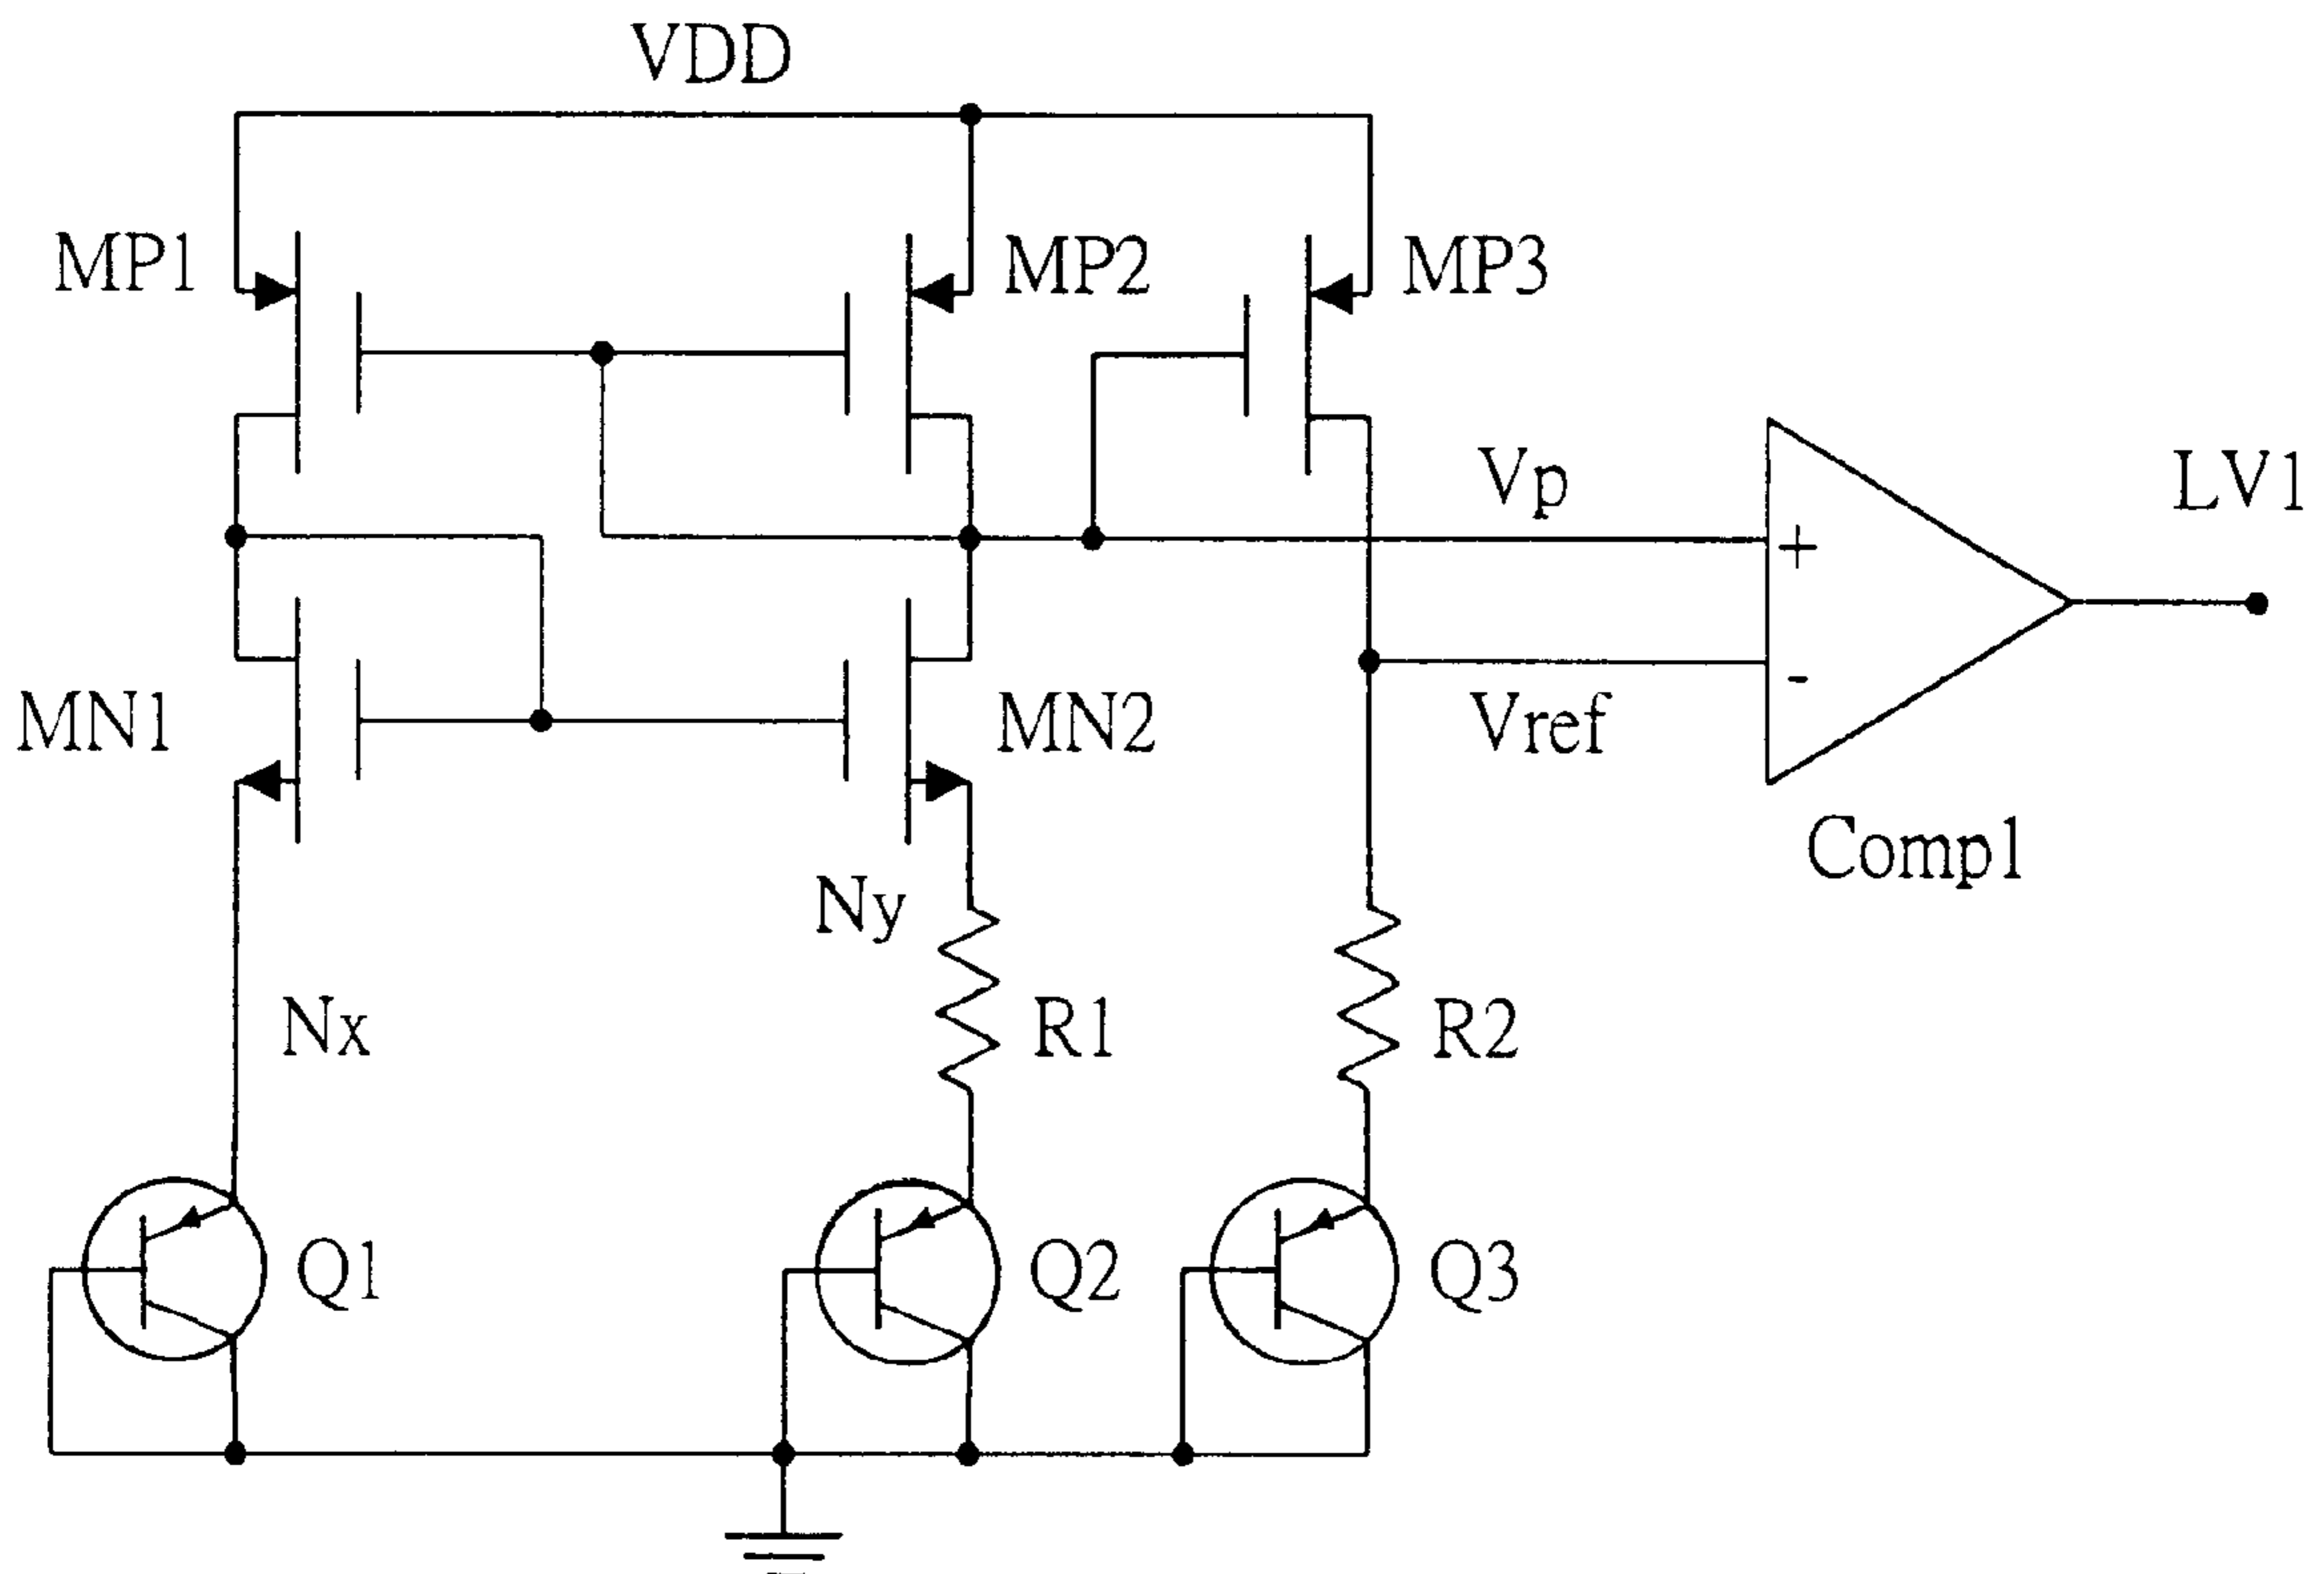 VDD
MP1
MP2
MP3
Vp
LV1
+
MN1
MN2
Vref
-
Comp1
Ny
Nx
R1
R2
Q1
Q2
Q3